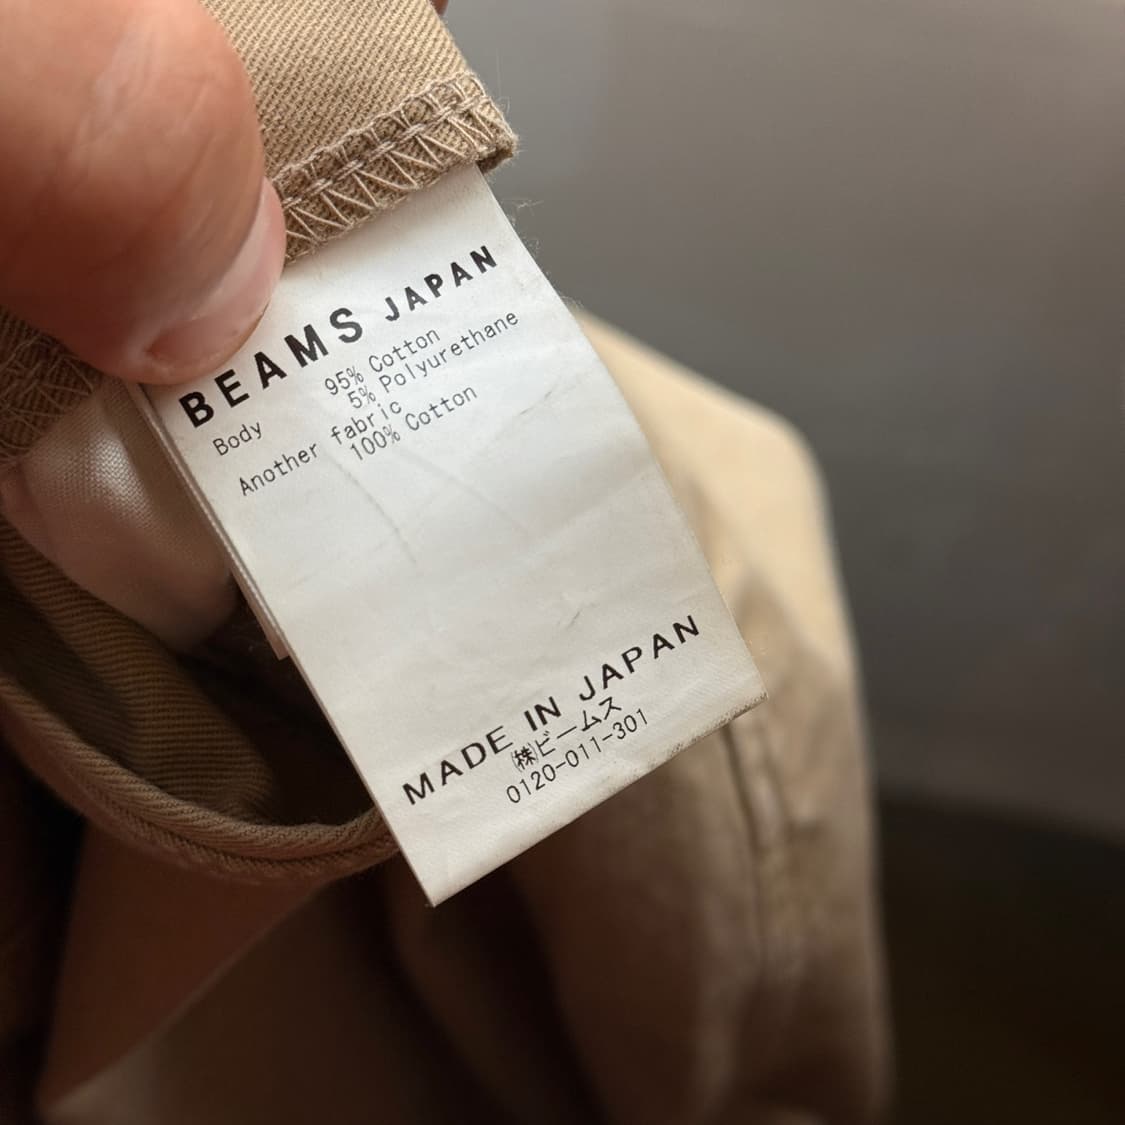 BEAMS JAPAN
Body 95% Cotton
5% Polyurethane
Another fabric
100% Cotton
MADE IN JAPAN
㈱ビームス
0120-011-301